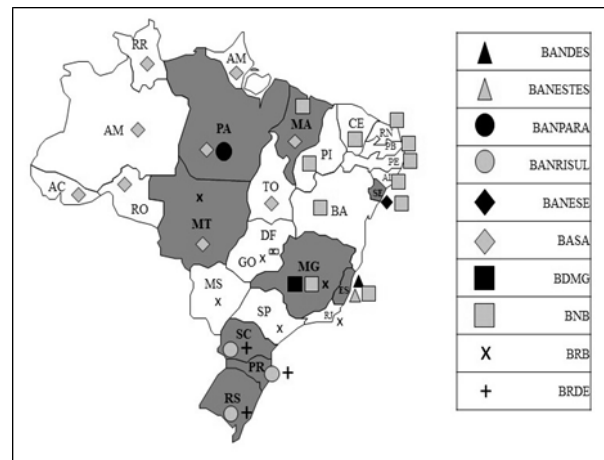 RR
AM
AM
PA
MA
CE
RN
PB
PE
PI
AL
SE
AC
RO
TO
BA
MT
DF
GO
MG
ES
MS
SP
RJ
SC
PR
RS
BANDES
BANESTES
BANPARA
BANRISUL
BANESE
BASA
BDMG
BNB
BRB
BRDE